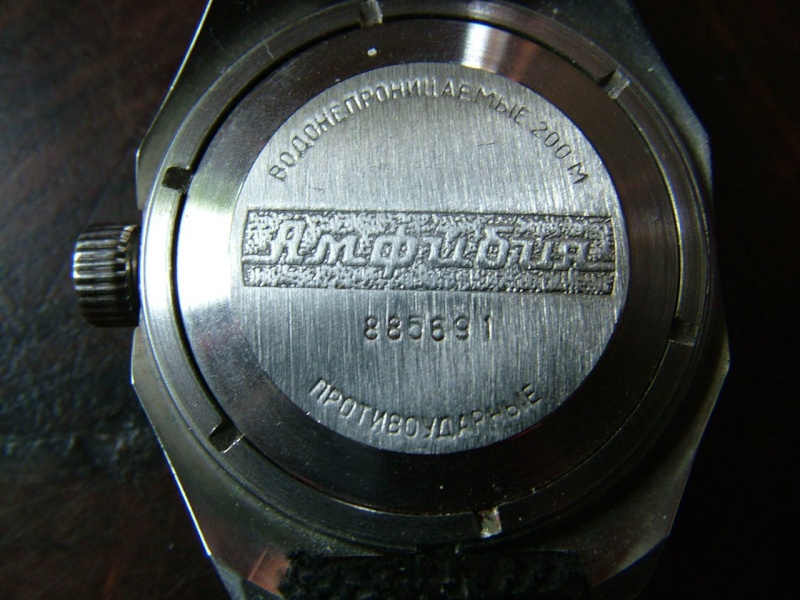 ВОДОНЕПРОНИЦАЕМЫЕ 200 М
Амфибия
885691
ПРОТИВОУДАРНЫЕ